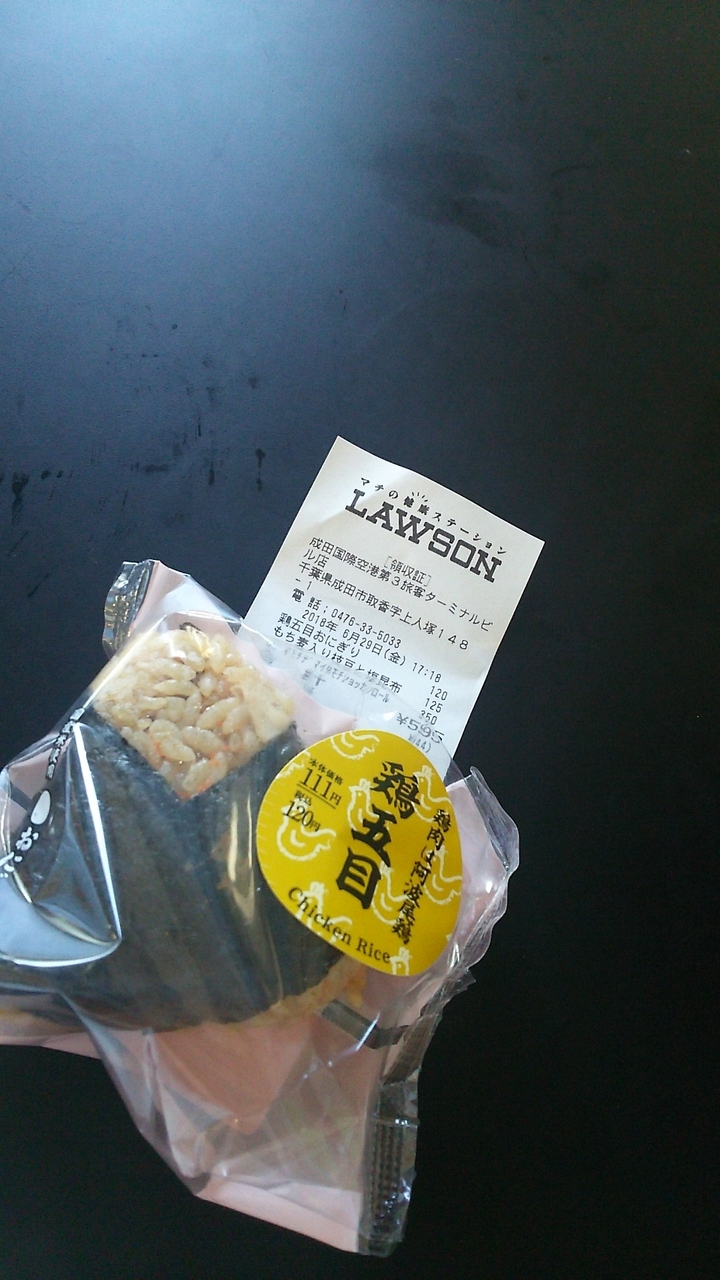 マチの健康ステーション
LAWSON
[領収証]
成田国際空港第3旅客ターミナルビ
ル店
千葉県成田市取香字上人塚148
-1
電 話:0476-33-5033
2018年 6月29日(金) 17:18
鶏五目おにぎり 120
もち麦入り枝豆と塩昆布 125
350
¥595
¥44)
本体価格
111円
税込
120円
鶏五目
鶏肉は阿波尾鶏
Chicken Rice